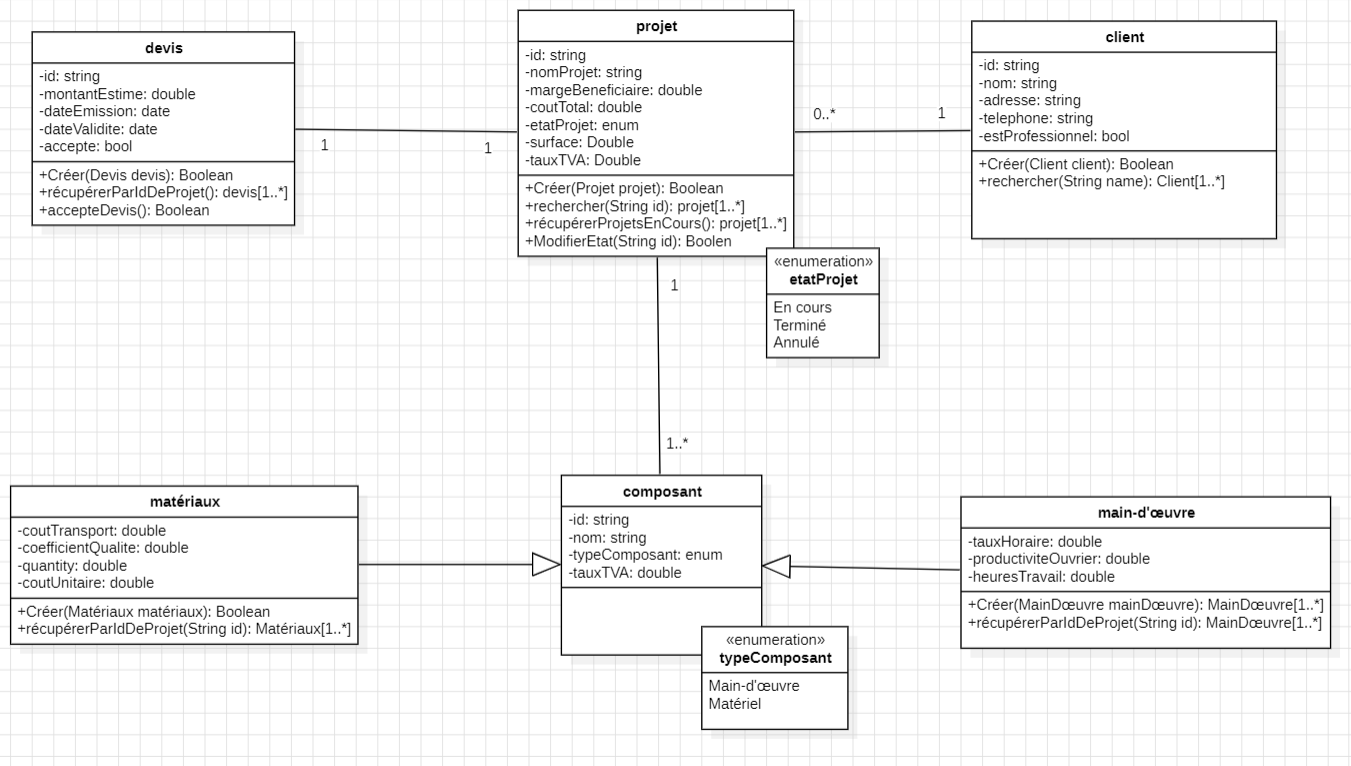 devis
-id: string
-montantEstime: double
-dateEmission: date
-dateValidite: date
-accepte: bool
+Créer(Devis devis): Boolean
+récupérerParIdDeProjet(): devis[1..*]
+accepteDevis(): Boolean
1
1
projet
-id: string
-nomProjet: string
-margeBeneficiaire: double
-coutTotal: double
-etatProjet: enum
-surface: Double
-tauxTVA: Double
+Créer(Projet projet): Boolean
+rechercher(String id): projet[1..*]
+récupérerProjetsEnCours(): projet[1..*]
+ModifierEtat(String id): Boolen
0..*
1
client
-id: string
-nom: string
-adresse: string
-telephone: string
-estProfessionnel: bool
+Créer(Client client): Boolean
+rechercher(String name): Client[1..*]
«enumeration»
etatProjet
En cours
Terminé
Annulé
1
1..*
matériaux
-coutTransport: double
-coefficientQualite: double
-quantity: double
-coutUnitaire: double
+Créer(Matériaux matériaux): Boolean
+récupérerParIdDeProjet(String id): Matériaux[1..*]
composant
-id: string
-nom: string
-typeComposant: enum
-tauxTVA: double
«enumeration»
typeComposant
Main-d'œuvre
Matériel
main-d'œuvre
-tauxHoraire: double
-productiviteOuvrier: double
-heuresTravail: double
+Créer(MainDœuvre mainDœuvre): MainDœuvre[1..*]
+récupérerParIdDeProjet(String id): MainDœuvre[1..*]